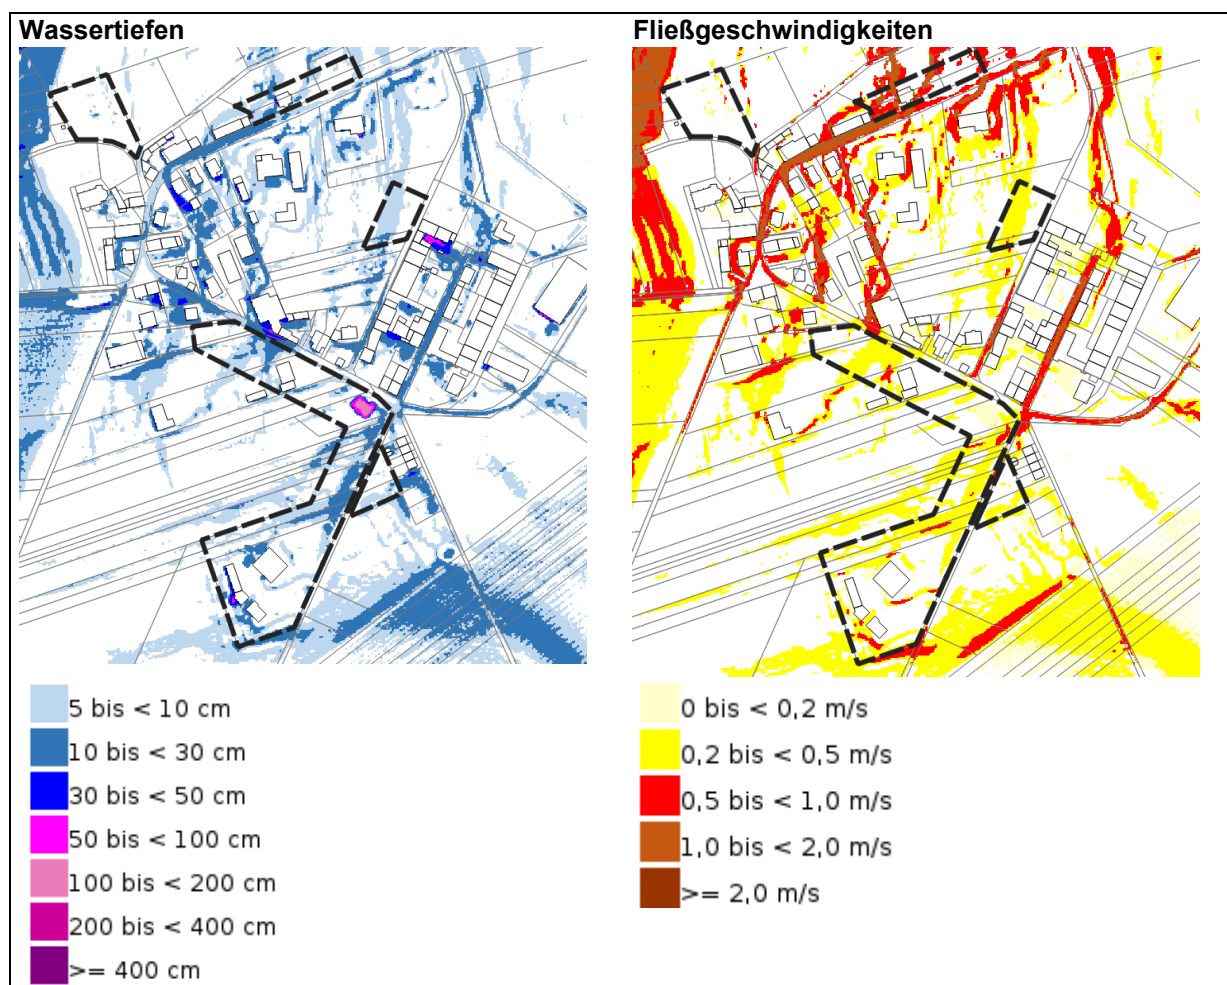 Wassertiefen
Fließgeschwindigkeiten
5 bis < 10 cm
10 bis < 30 cm
30 bis < 50 cm
50 bis < 100 cm
100 bis < 200 cm
200 bis < 400 cm
>= 400 cm
0 bis < 0,2 m/s
0,2 bis < 0,5 m/s
0,5 bis < 1,0 m/s
1,0 bis < 2,0 m/s
>= 2,0 m/s